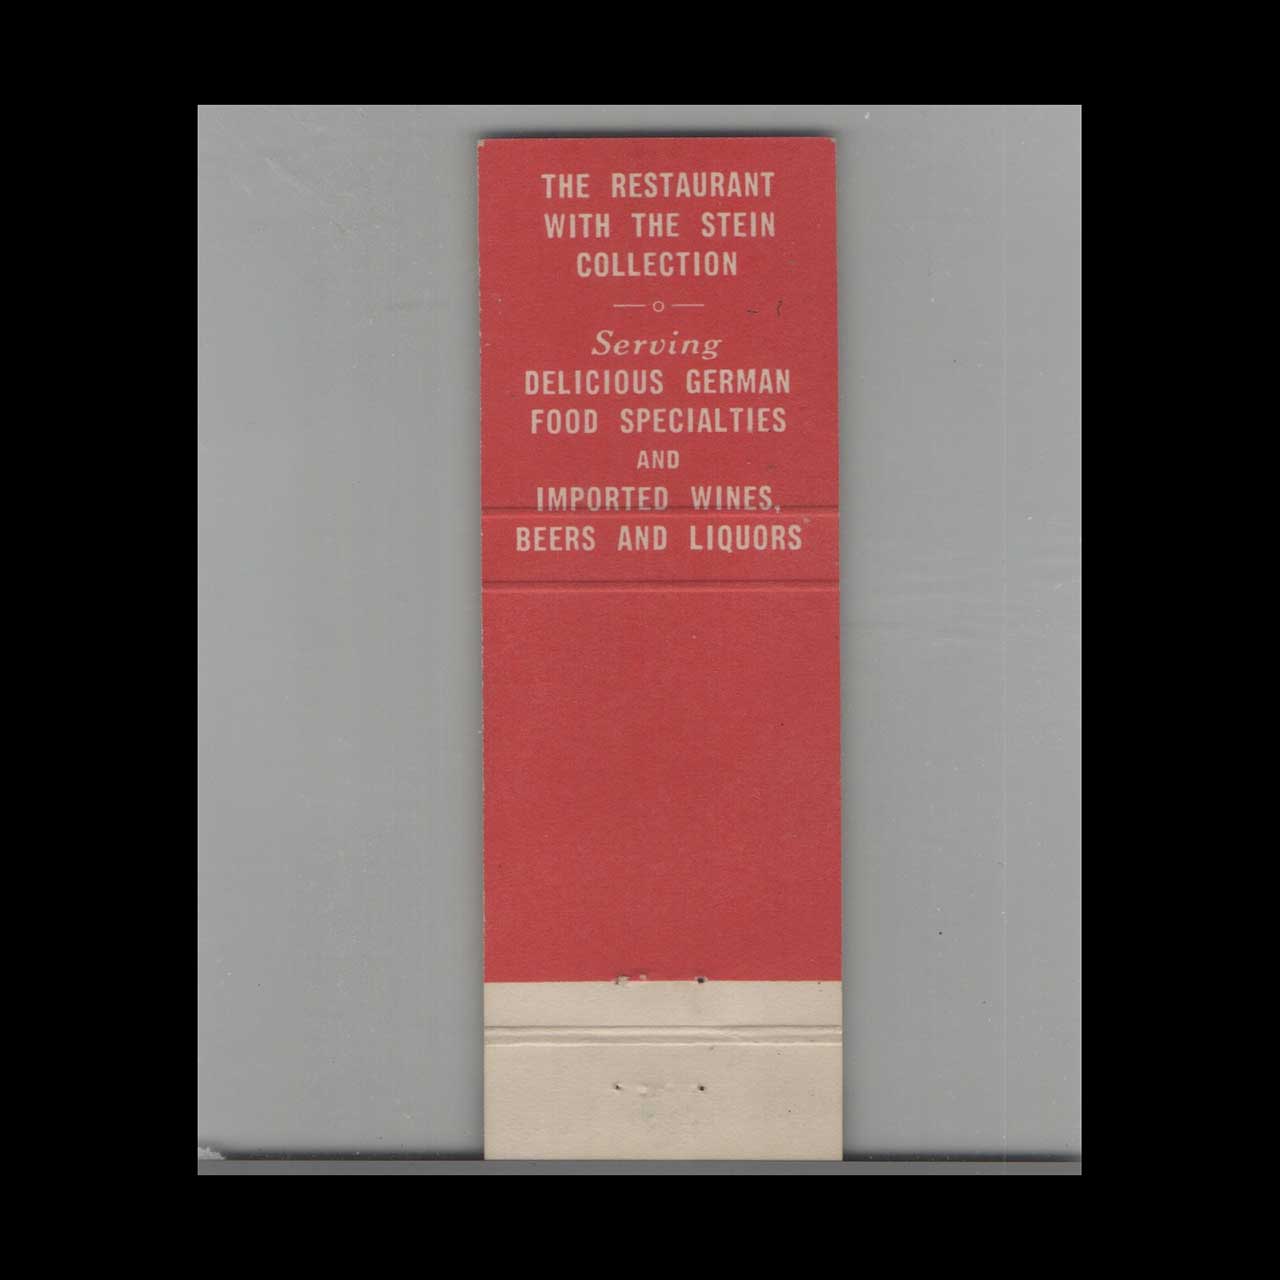 THE RESTAURANT
WITH THE STEIN
COLLECTION
Serving
DELICIOUS GERMAN
FOOD SPECIALTIES
AND
IMPORTED WINES,
BEERS AND LIQUORS